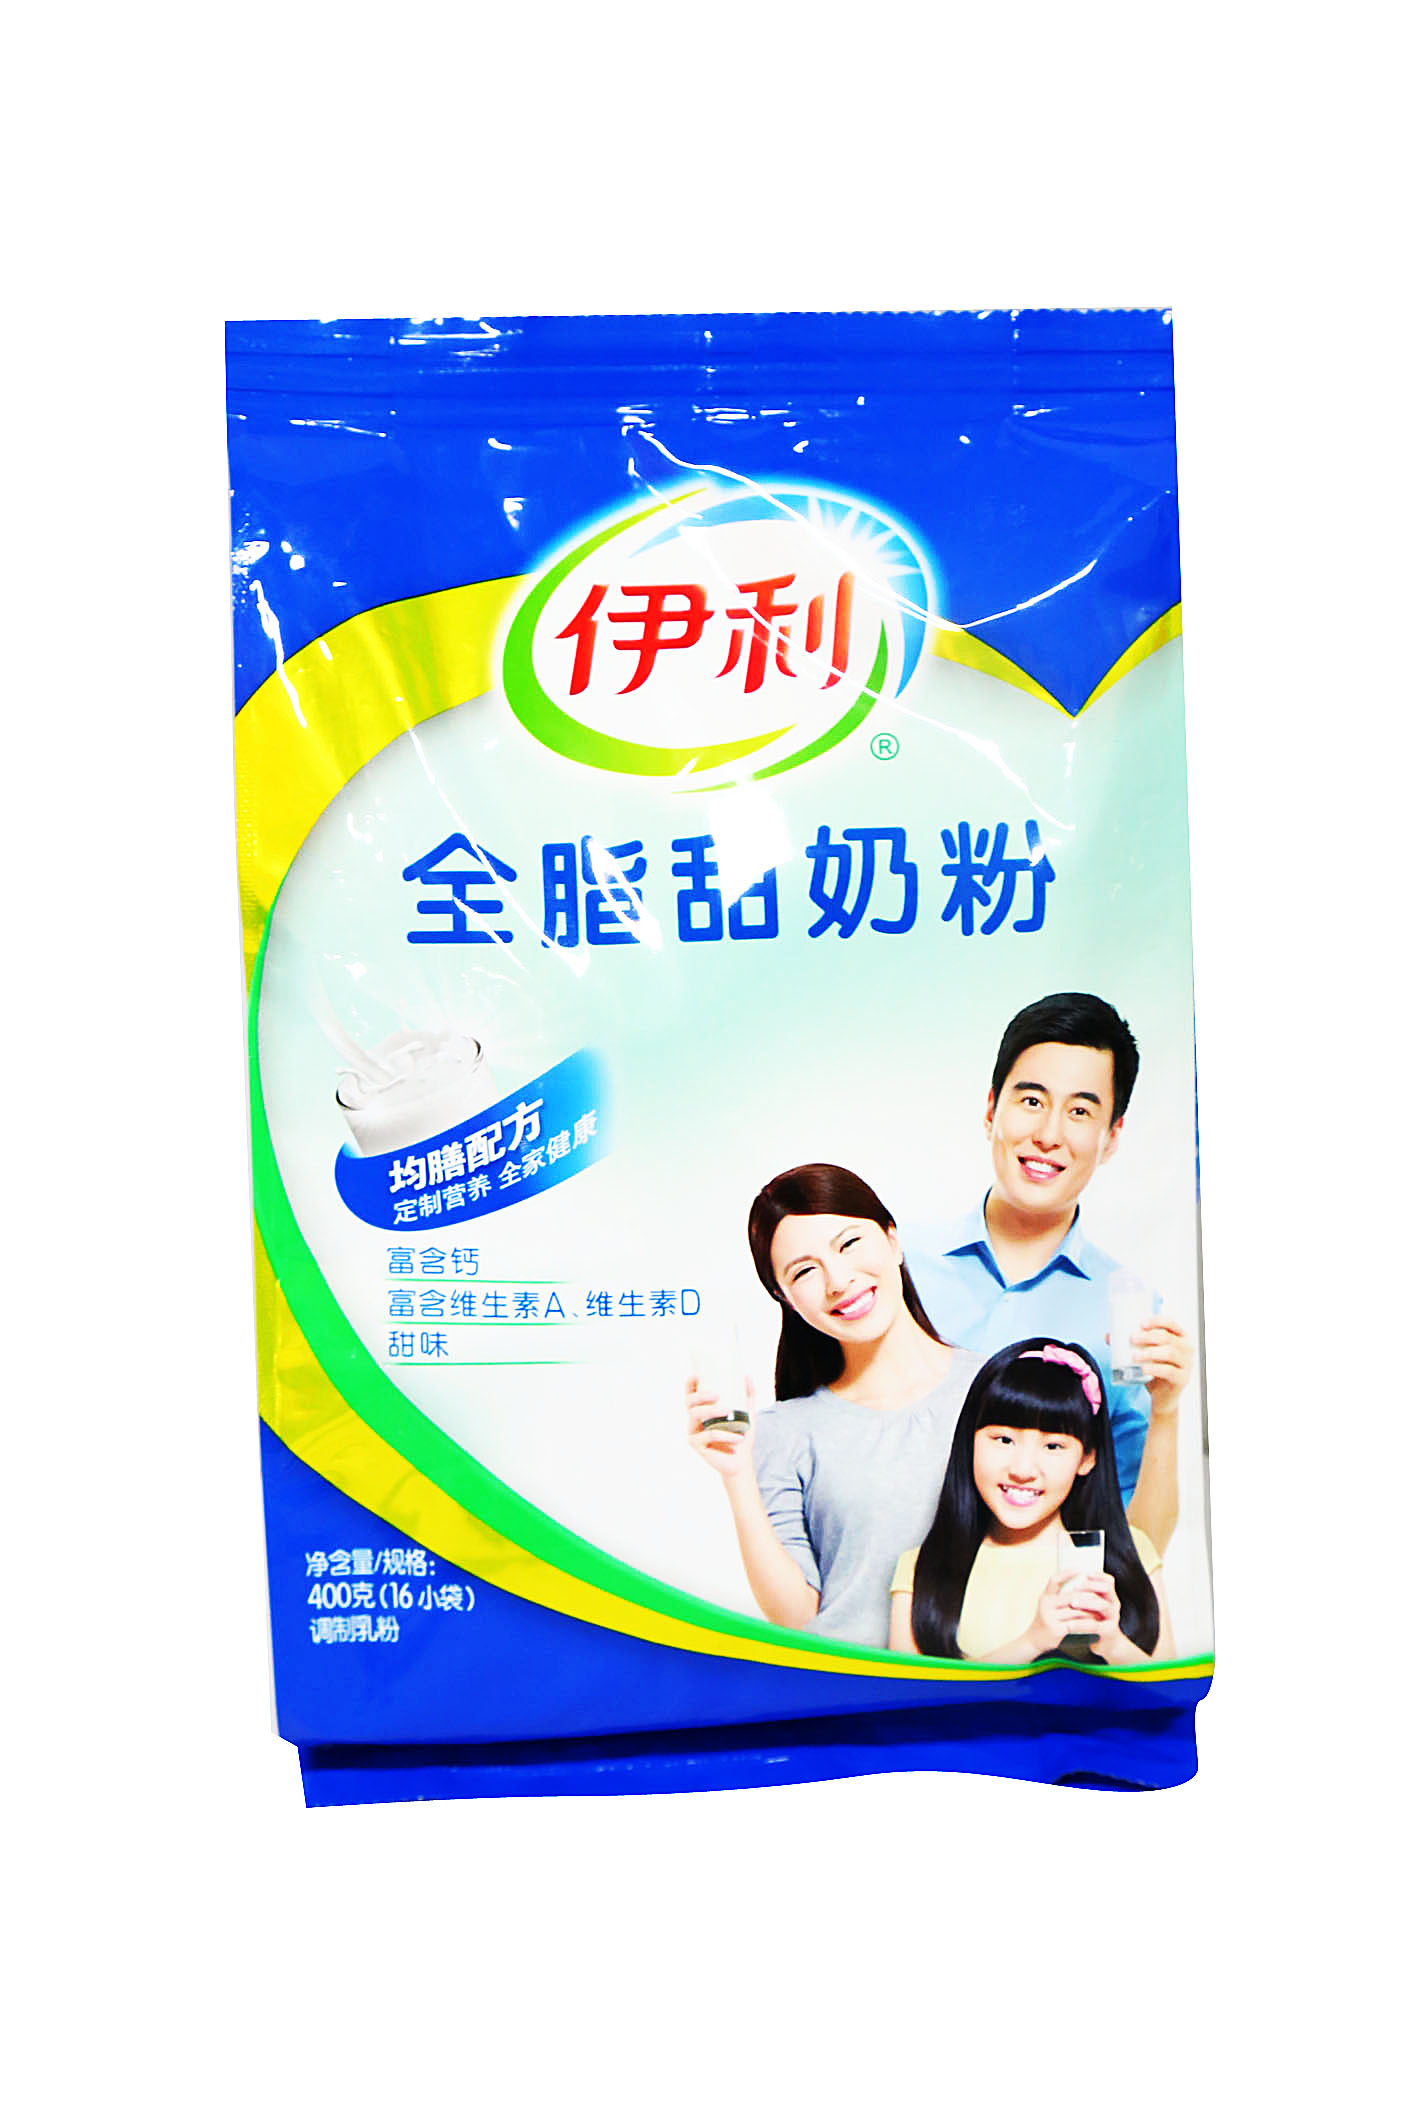 伊利
®
全脂甜奶粉
均膳配方
定制营养 全家健康
富含钙
富含维生素A、维生素D
甜味
净含量/规格:
400克(16小袋)
调制乳粉